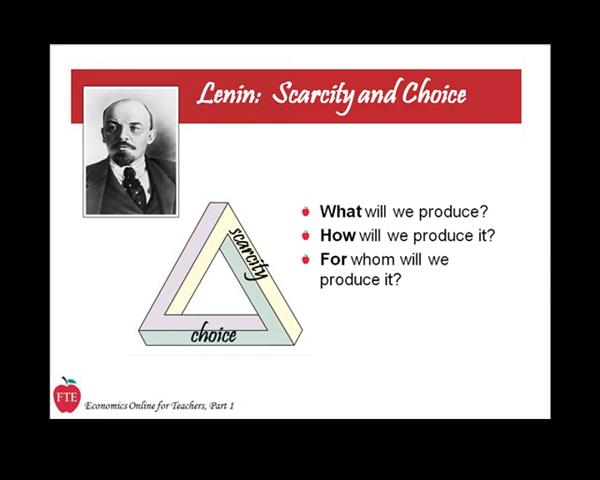 Lenin: Scarcity and Choice
What will we produce?
How will we produce it?
For whom will we
produce it?
scarcity
choice
FTE
Economics Online for Teachers, Part 1